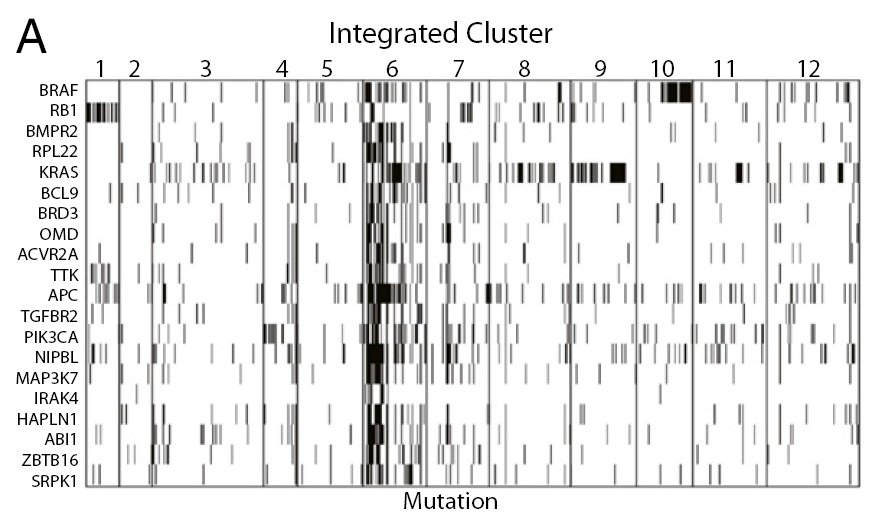 A
Integrated Cluster
1 2 3 4 5 6 7 8 9 10 11 12
BRAF
RB1
BMPR2
RPL22
KRAS
BCL9
BRD3
OMD
ACVR2A
TTK
APC
TGFBR2
PIK3CA
NIPBL
MAP3K7
IRAK4
HAPLN1
ABI1
ZBTB16
SRPK1
Mutation